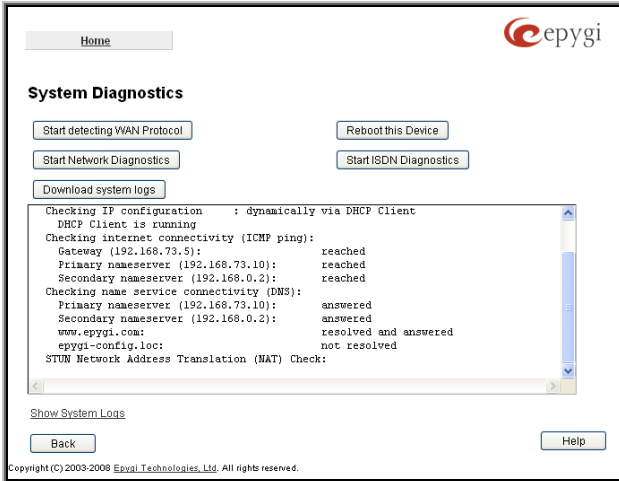 Home
epygi
System Diagnostics
Start detecting WAN Protocol
Reboot this Device
Start Network Diagnostics
Start ISDN Diagnostics
Download system logs
Checking IP configuration : dynamically via DHCP Client
DHCP Client is running
Checking internet connectivity (ICMP ping):
Gateway (192.168.73.5): reached
Primary nameserver (192.168.73.10): reached
Secondary nameserver (192.168.0.2): reached
Checking name service connectivity (DNS):
Primary nameserver (192.168.73.10): answered
Secondary nameserver (192.168.0.2): answered
www.epygi.com: resolved and answered
epygi-config.loc: not resolved
STUN Network Address Translation (NAT) Check:
Show System Logs
Back
Help
Copyright (C) 2003-2008 Epygi Technologies, Ltd. All rights reserved.